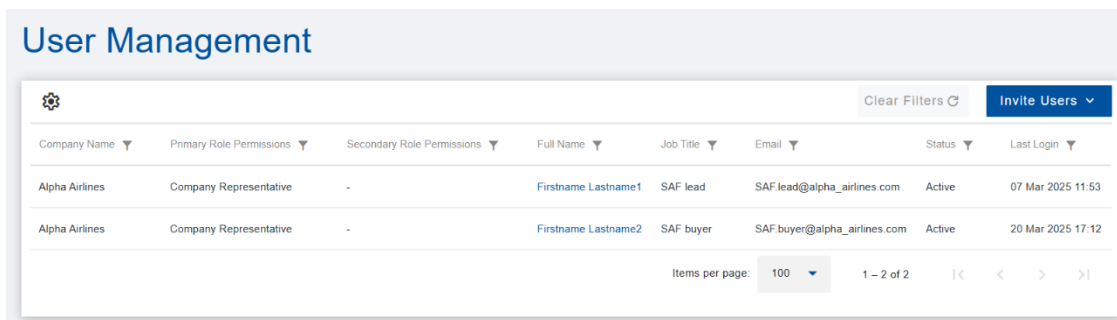 User Management
Clear Filters
Invite Users
Company Name Primary Role Permissions Secondary Role Permissions Full Name Job Title Email Status Last Login
Alpha Airlines Company Representative - Firstname Lastname1 SAF lead SAF.lead@alpha_airlines.com Active 07 Mar 2025 11:53
Alpha Airlines Company Representative - Firstname Lastname2 SAF buyer SAF.buyer@alpha_airlines.com Active 20 Mar 2025 17:12
Items per page: 100 1 – 2 of 2